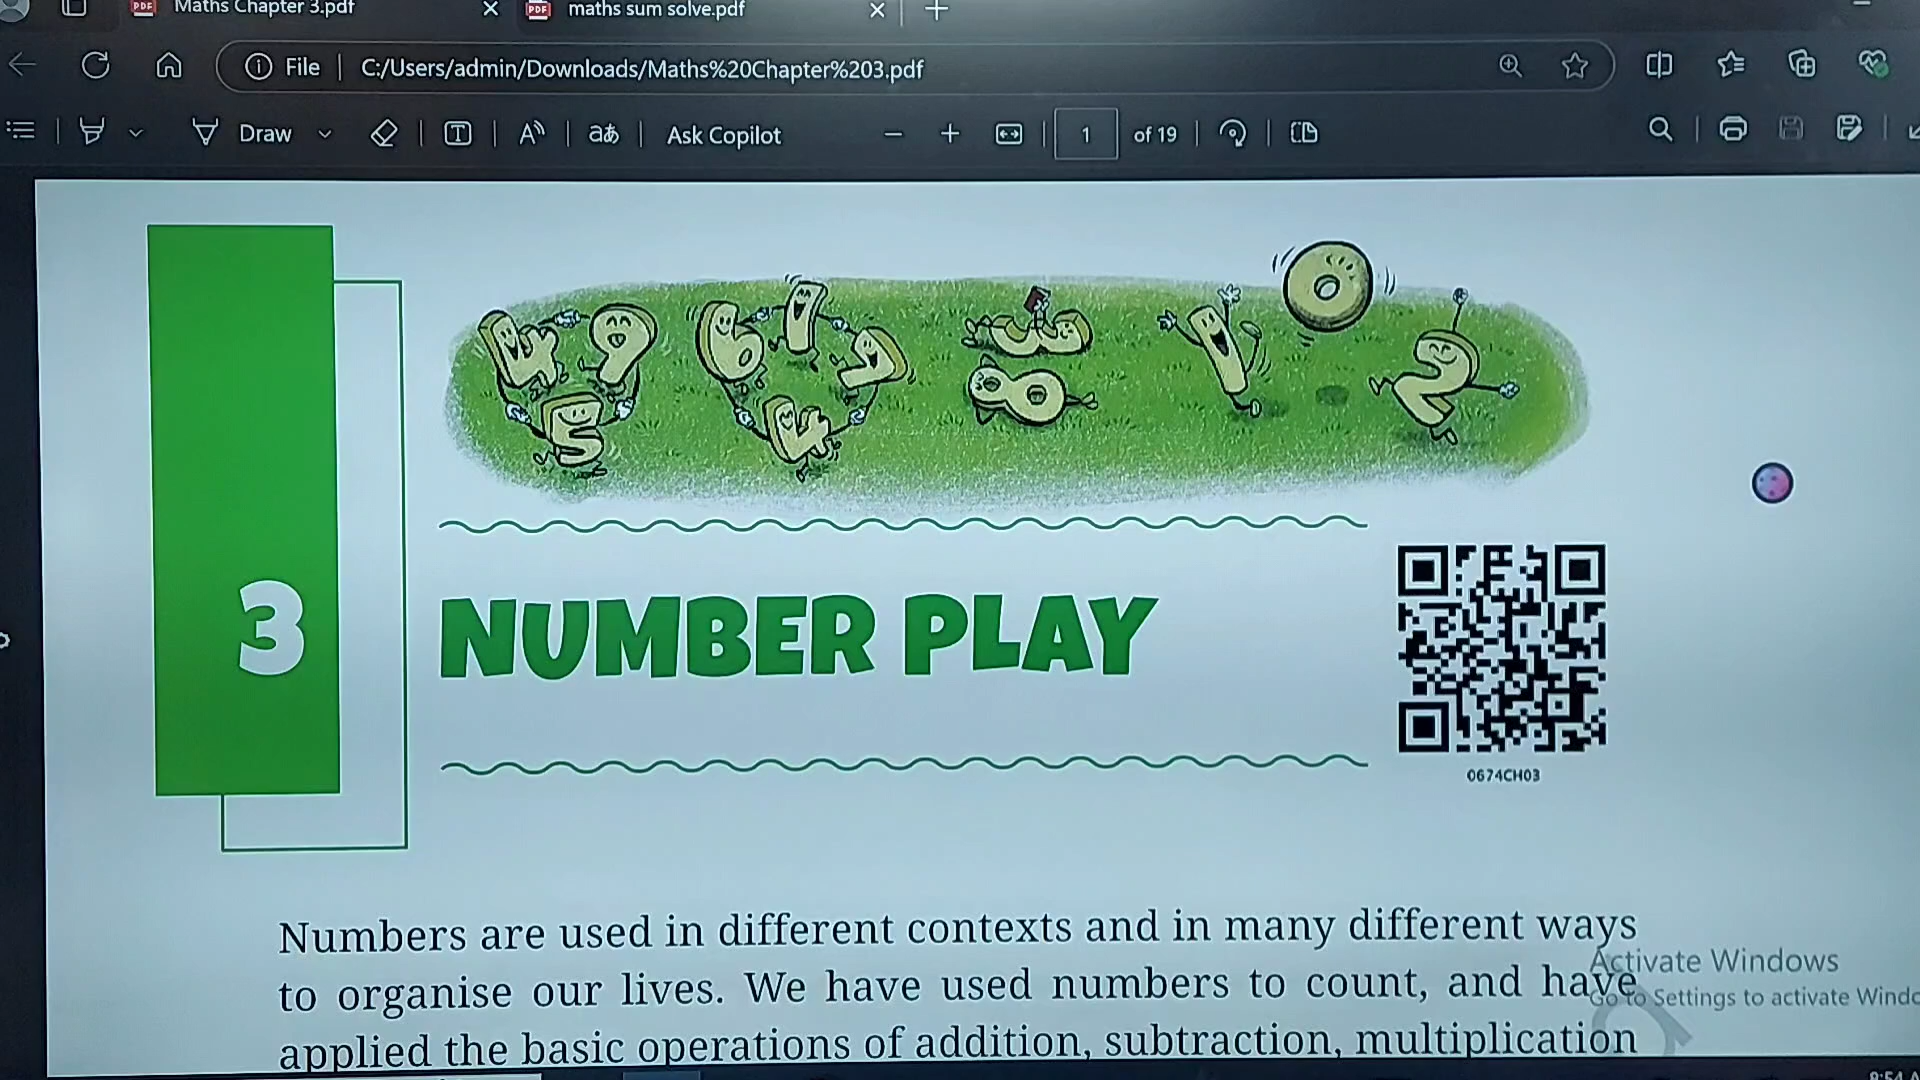 Maths Chapter 3.pdf
maths sum solve.pdf
File
C:/Users/admin/Downloads/Maths%20Chapter%203.pdf
Draw
Ask Copilot
1 of 19
3
NUMBER PLAY
0674CH03
Numbers are used in different contexts and in many different ways
to organise our lives. We have used numbers to count, and have
applied the basic operations of addition, subtraction, multiplication
Activate Windows
Go to Settings to activate